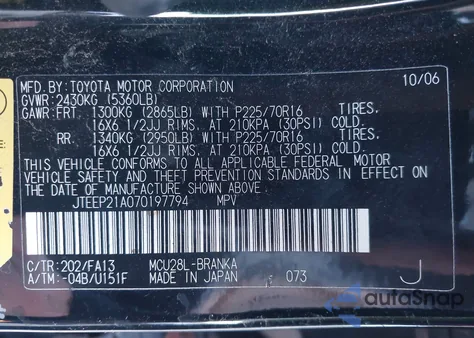 MFD. BY: TOYOTA MOTOR CORPORATION 10/06
GVWR: 2430KG (5360LB)
GAWR: FRT 1300KG (2865LB) WITH P225/70R16 TIRES.
16X6 1/2JJ RIMS. AT 210KPA (30PSI) COLD.
RR 1340KG (2950LB) WITH P225/70R16 TIRES.
16X6 1/2JJ RIMS. AT 210KPA (30PSI) COLD.
THIS VEHICLE CONFORMS TO ALL APPLICABLE FEDERAL MOTOR
VEHICLE SAFETY AND THEFT PREVENTION STANDARDS IN EFFECT
ON THE DATE OF MANUFACTURE SHOWN ABOVE.
JTEEP21A070197794 MPV
C/TR: 202/FA13 MCU28L-BRANKA
A/TM: -04B/U151F MADE IN JAPAN 073 J
autoSnap